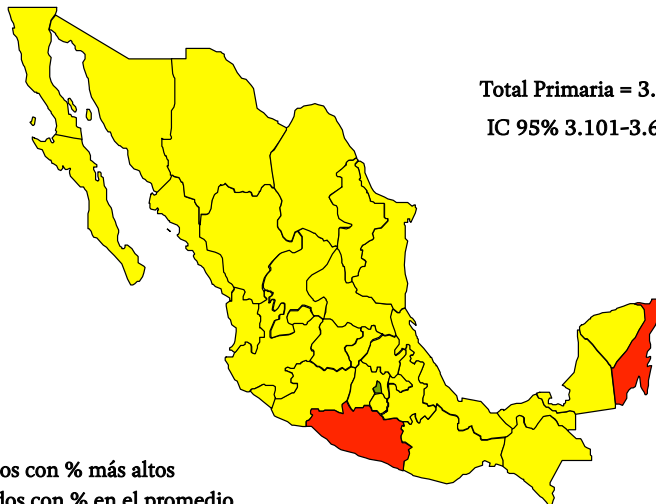 Total Primaria = 3.
IC 95% 3.101-3.6
os con % más altos
dos con % en el promedio